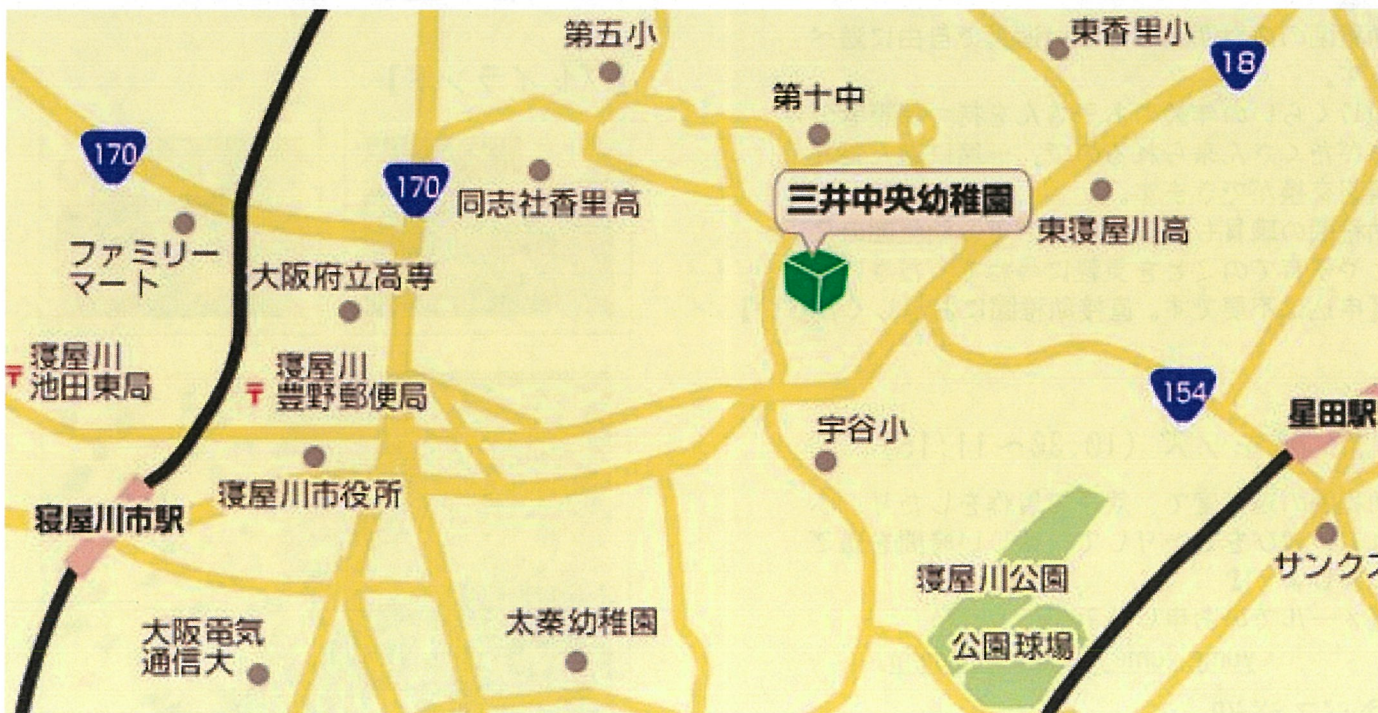 第五小
東香里小
18
第十中
170
170
同志社香里高
三井中央幼稚園
東寝屋川高
ファミリー
マート
大阪府立高専
寝屋川
池田東局
〒
寝屋川
豊野郵便局
〒
154
星田駅
宇谷小
寝屋川市役所
寝屋川市駅
サンクス
寝屋川公園
公園球場
大阪電気
通信大
太秦幼稚園